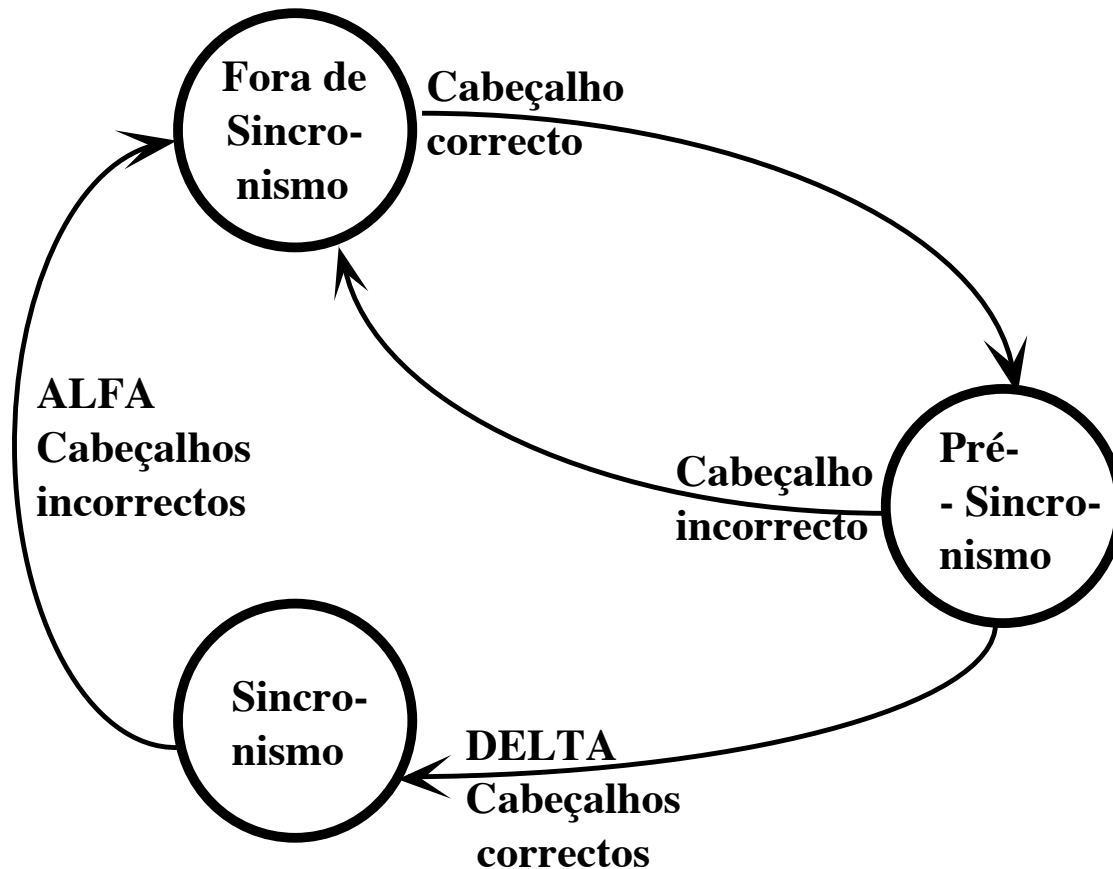 Fora de
Sincro-
nismo
Cabeçalho
correcto
ALFA
Cabeçalhos
incorrectos
Cabeçalho
incorrecto
Pré-
- Sincro-
nismo
Sincro-
nismo
DELTA
Cabeçalhos
correctos